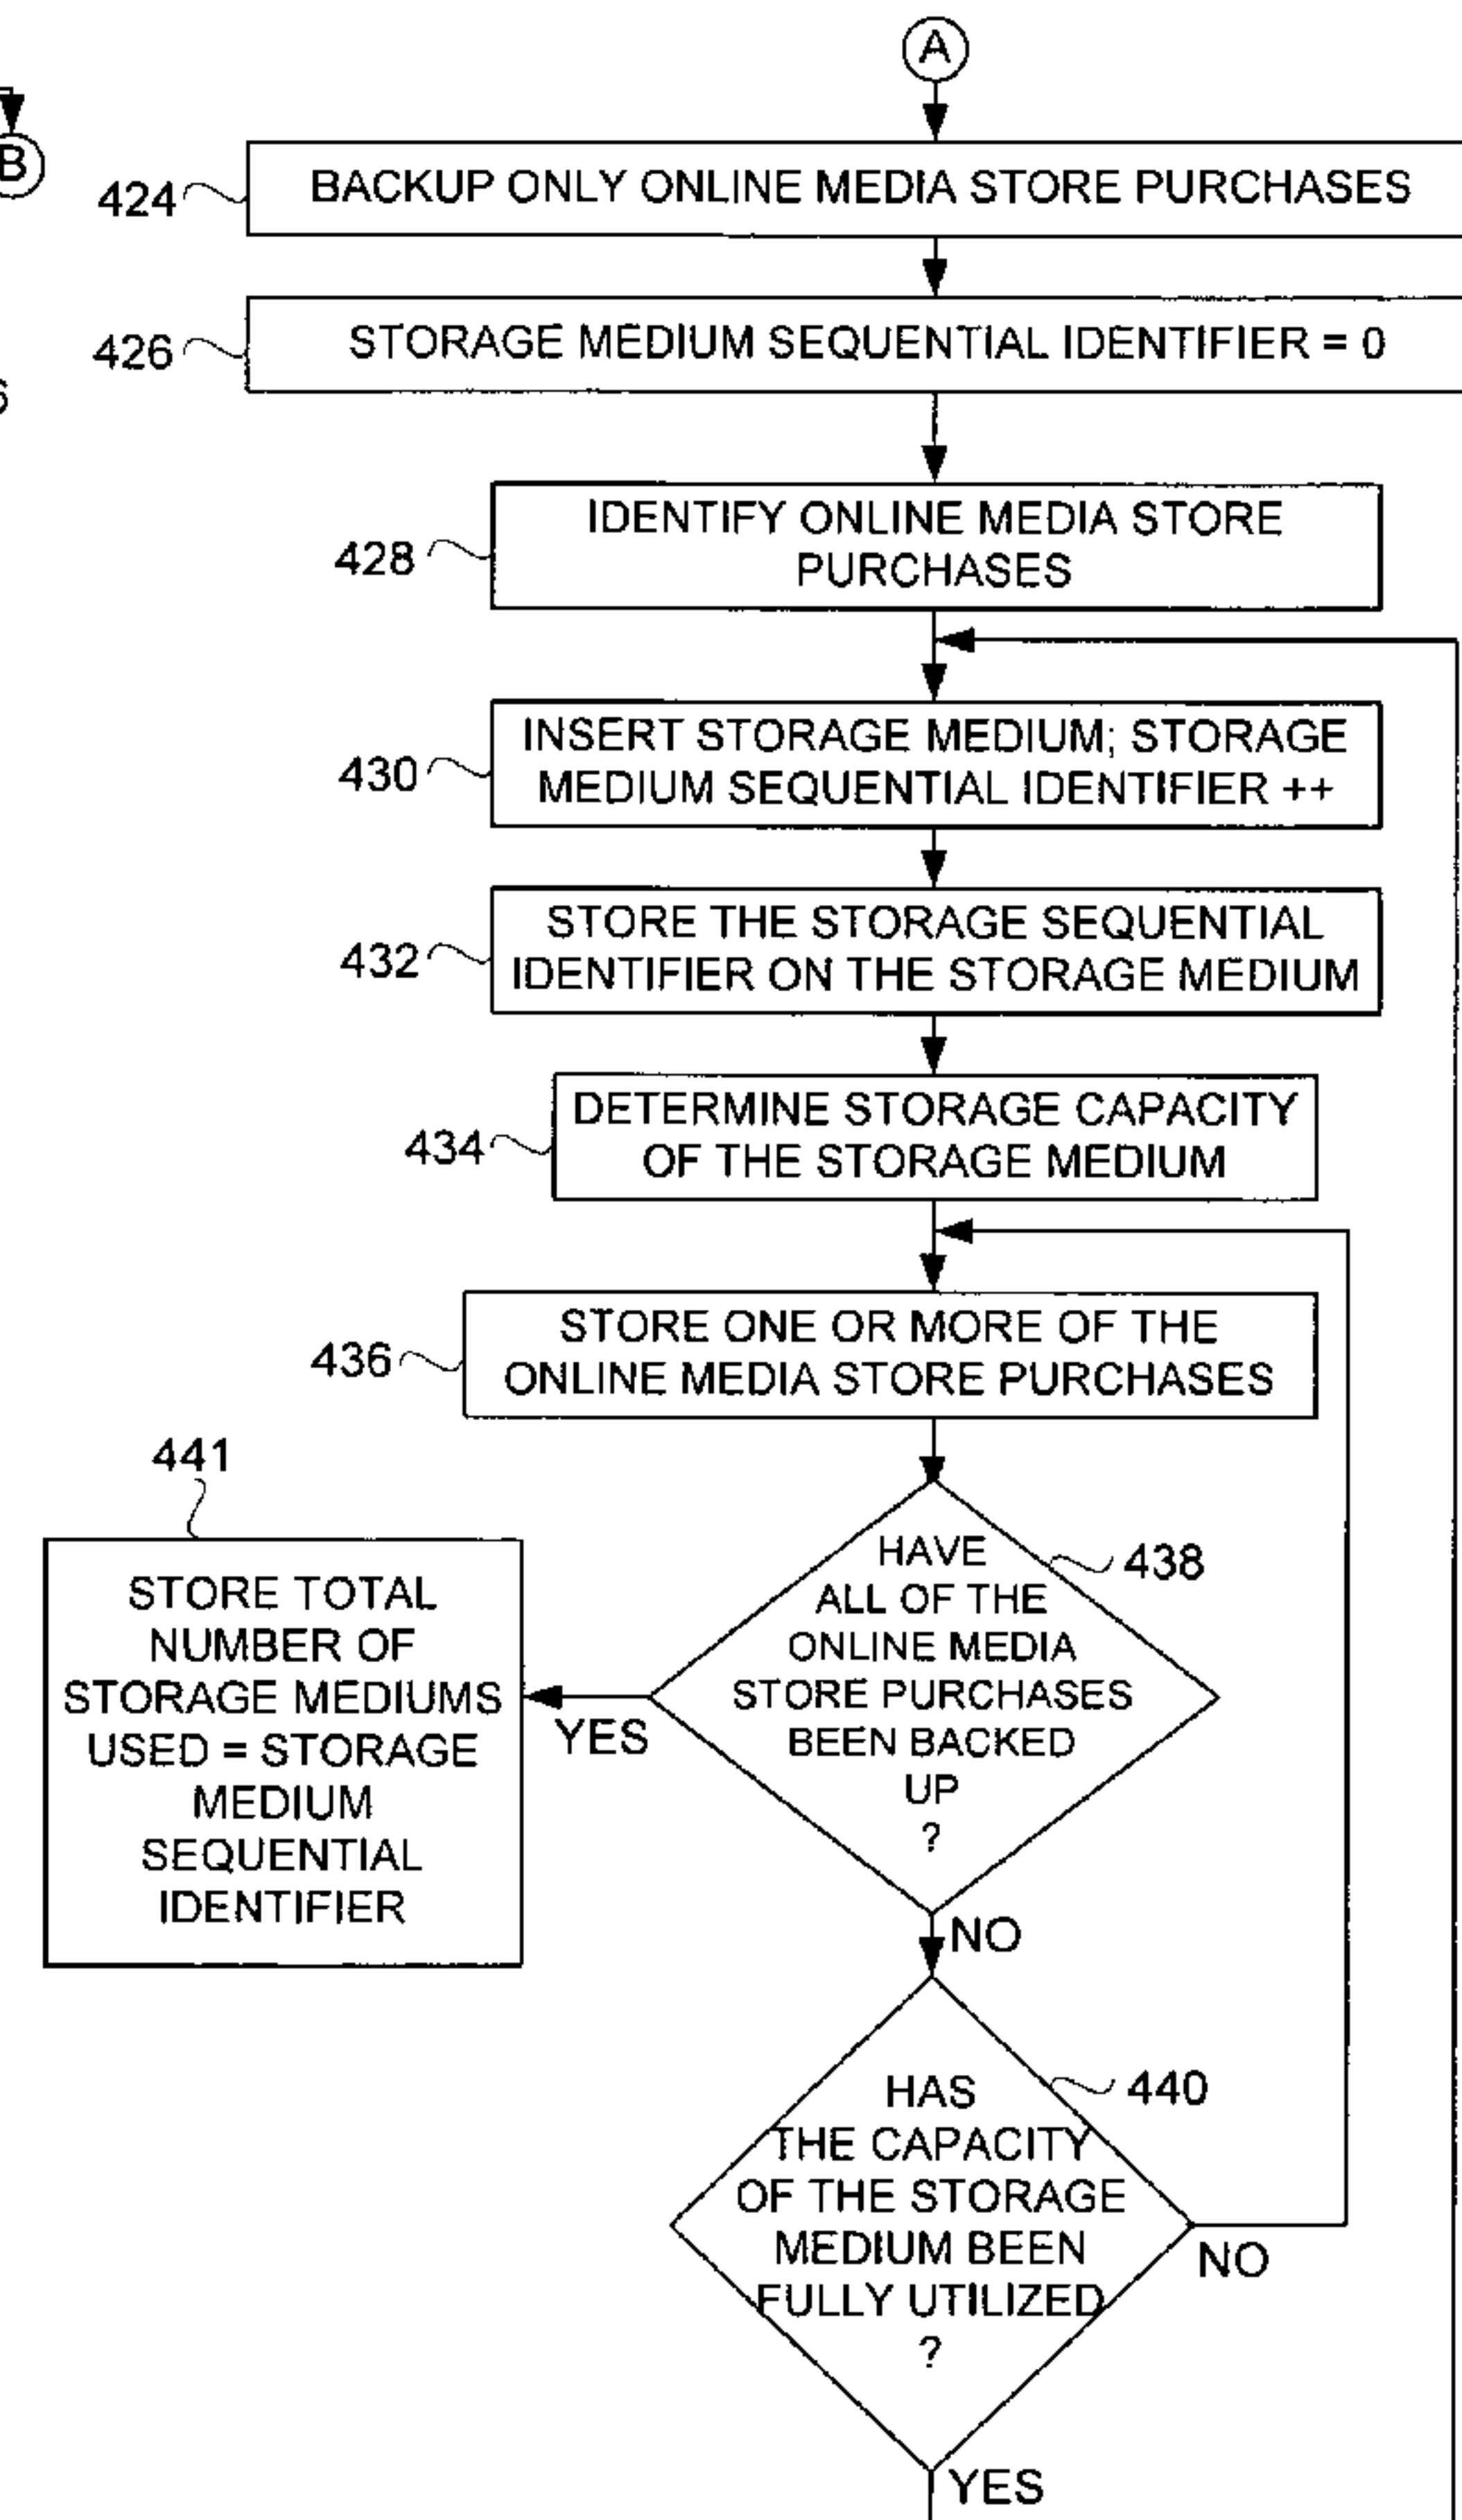 A
B
424
BACKUP ONLY ONLINE MEDIA STORE PURCHASES
426
STORAGE MEDIUM SEQUENTIAL IDENTIFIER = 0
428
IDENTIFY ONLINE MEDIA STORE
PURCHASES
430
INSERT STORAGE MEDIUM; STORAGE
MEDIUM SEQUENTIAL IDENTIFIER ++
432
STORE THE STORAGE SEQUENTIAL
IDENTIFIER ON THE STORAGE MEDIUM
434
DETERMINE STORAGE CAPACITY
OF THE STORAGE MEDIUM
436
STORE ONE OR MORE OF THE
ONLINE MEDIA STORE PURCHASES
441
STORE TOTAL
NUMBER OF
STORAGE MEDIUMS
USED = STORAGE
MEDIUM
SEQUENTIAL
IDENTIFIER
YES
438
HAVE
ALL OF THE
ONLINE MEDIA
STORE PURCHASES
BEEN BACKED
UP
?
NO
440
HAS
THE CAPACITY
OF THE STORAGE
MEDIUM BEEN
FULLY UTILIZED
?
NO
YES